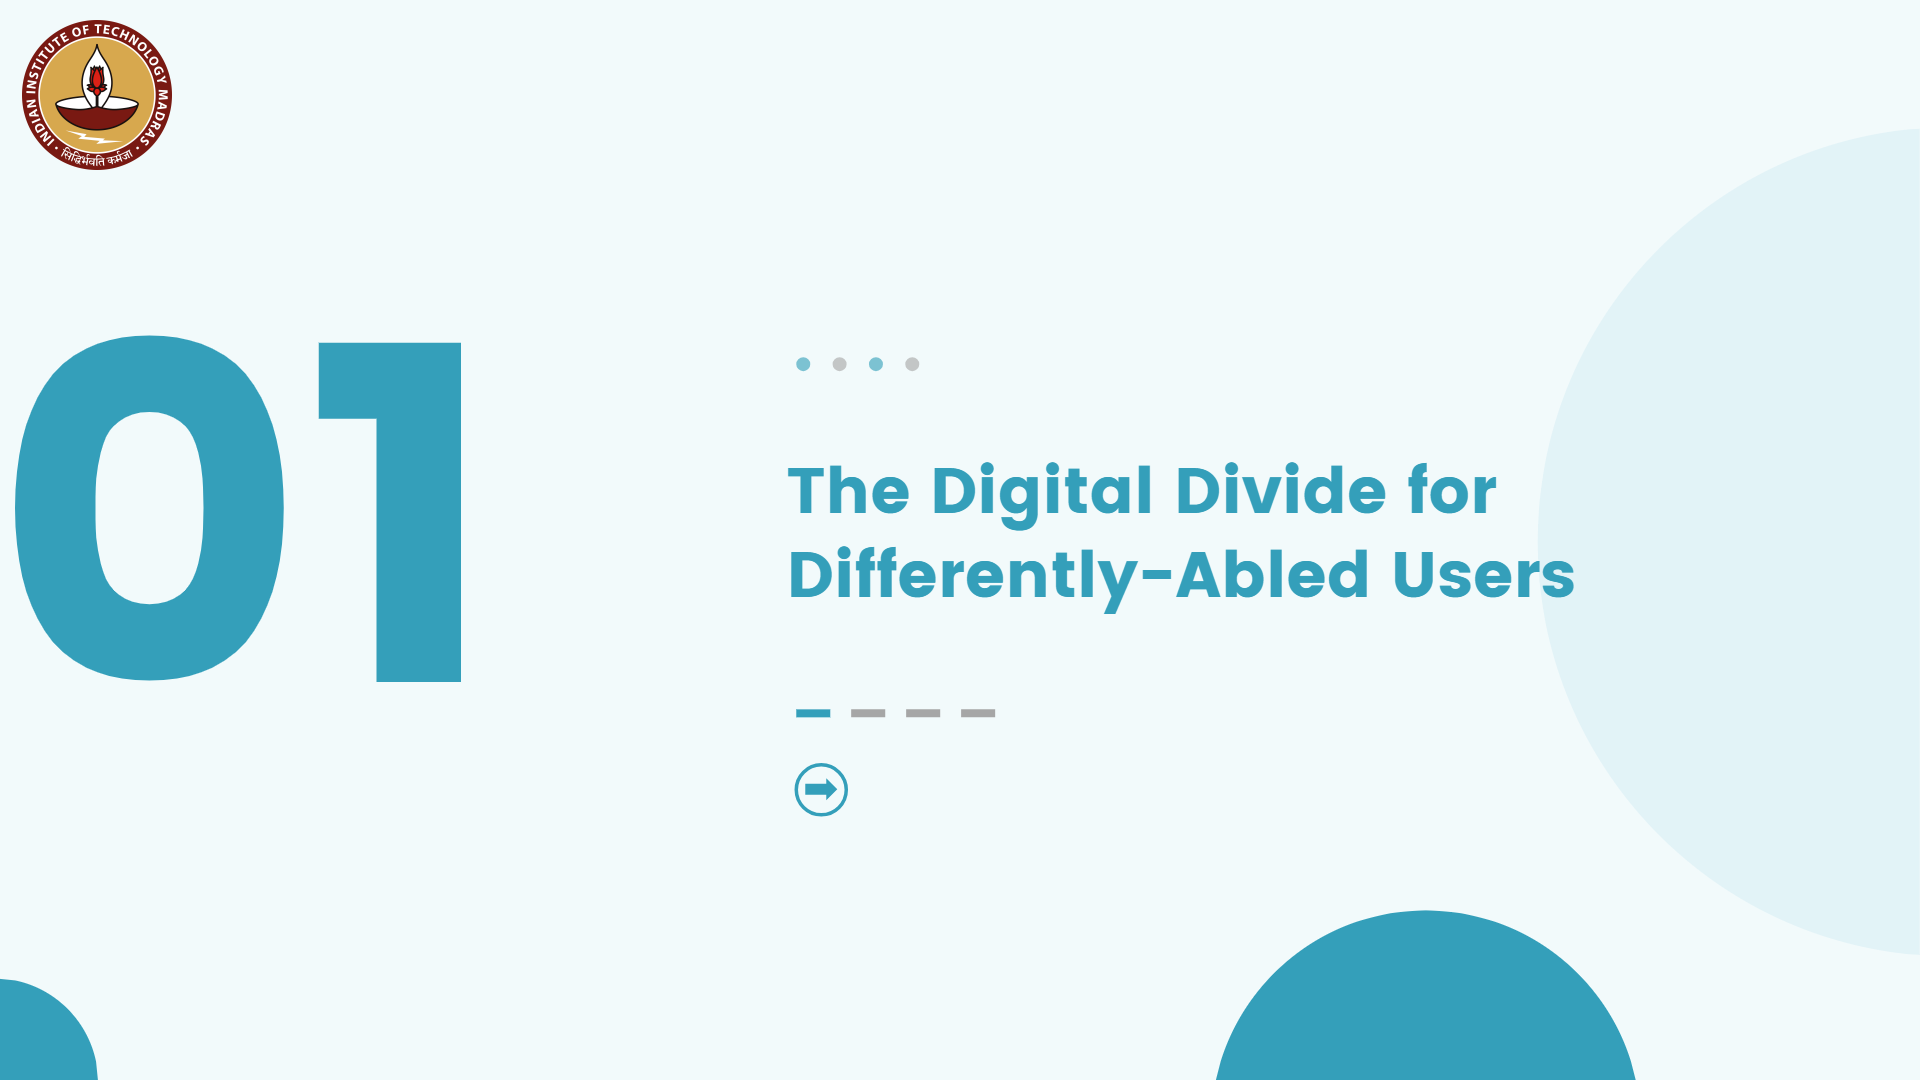 INDIAN INSTITUTE OF TECHNOLOGY MADRAS
सिद्धिर्भवति कर्मजा
01
The Digital Divide for
Differently-Abled Users